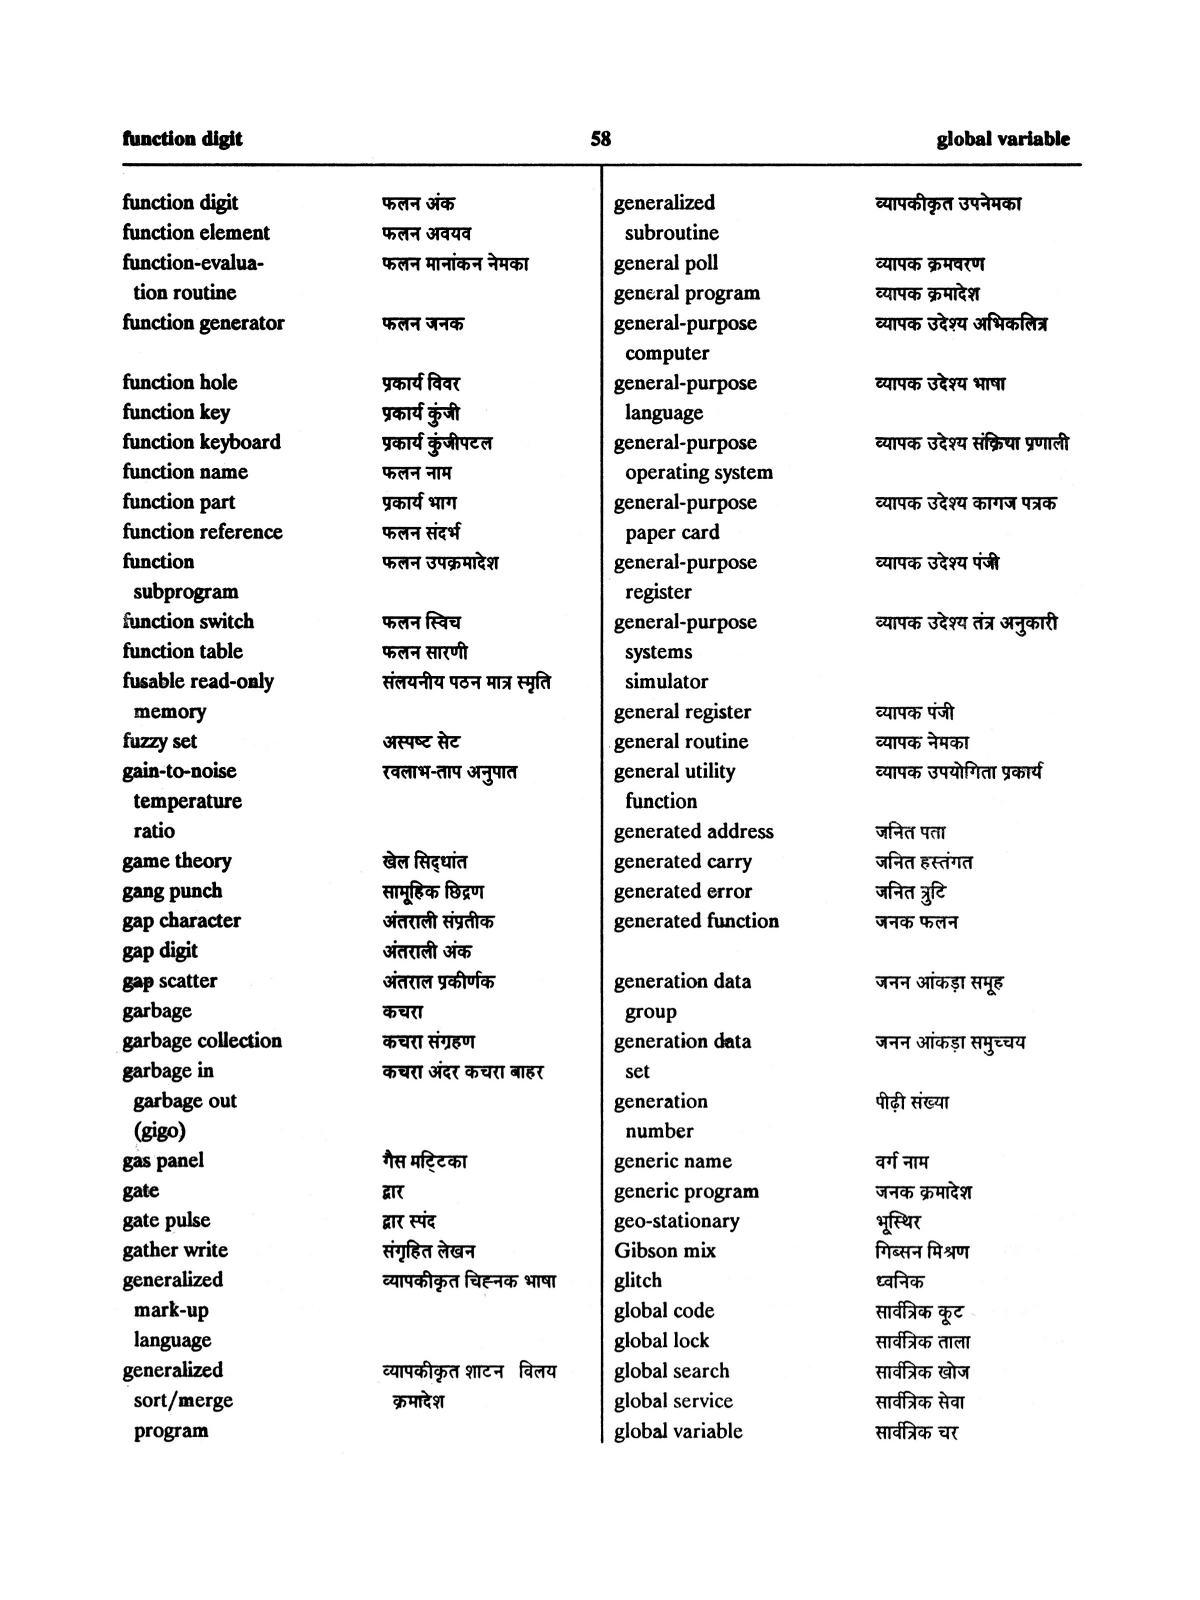 function digit 58 global variable
function digit फलन अंक
function element फलन अवयव
function-evalua- फलन मानांकन नेमका
tion routine
function generator फलन जनक
function hole प्रकार्य विवर
function key प्रकार्य कुंजी
function keyboard प्रकार्य कुंजीपटल
function name फलन नाम
function part प्रकार्य भाग
function reference फलन संदर्भ
function फलन उपक्रमादेश
subprogram
function switch फलन स्विच
function table फलन सारणी
fusable read-only संलयनीय पठन मात्र स्मृति
memory
fuzzy set अस्पष्ट सेट
gain-to-noise रवलाभ-ताप अनुपात
temperature
ratio
game theory खेल सिद्धांत
gang punch सामूहिक छिद्रण
gap character अंतराली संप्रतीक
gap digit अंतराली अंक
gap scatter अंतराल प्रकीर्णक
garbage कचरा
garbage collection कचरा संग्रहण
garbage in कचरा अंदर कचरा बाहर
garbage out
(gigo)
gas panel गैस मट्टिका
gate द्वार
gate pulse द्वार स्पंद
gather write संगृहित लेखन
generalized व्यापकीकृत चिह्नक भाषा
mark-up
language
generalized व्यापकीकृत शाटन विलय
sort/merge क्रमादेश
program
generalized व्यापकीकृत उपनेमका
subroutine
general poll व्यापक क्रमवरण
general program व्यापक क्रमादेश
general-purpose व्यापक उदेश्य अभिकलित्र
computer
general-purpose व्यापक उदेश्य भाषा
language
general-purpose व्यापक उदेश्य संक्रिया प्रणाली
operating system
general-purpose व्यापक उदेश्य कागज पत्रक
paper card
general-purpose व्यापक उदेश्य पंजी
register
general-purpose व्यापक उदेश्य तंत्र अनुकारी
systems
simulator
general register व्यापक पंजी
general routine व्यापक नेमका
general utility व्यापक उपयोगिता प्रकार्य
function
generated address जनित पता
generated carry जनित हस्तंगत
generated error जनित त्रुटि
generated function जनक फलन
generation data जनन आंकड़ा समूह
group
generation data जनन आंकड़ा समुच्चय
set
generation पीढ़ी संख्या
number
generic name वर्ग नाम
generic program जनक क्रमादेश
geo-stationary भूस्थिर
Gibson mix गिब्सन मिश्रण
glitch ध्वनिक
global code सार्वत्रिक कूट
global lock सार्वत्रिक ताला
global search सार्वत्रिक खोज
global service सार्वत्रिक सेवा
global variable सार्वत्रिक चर